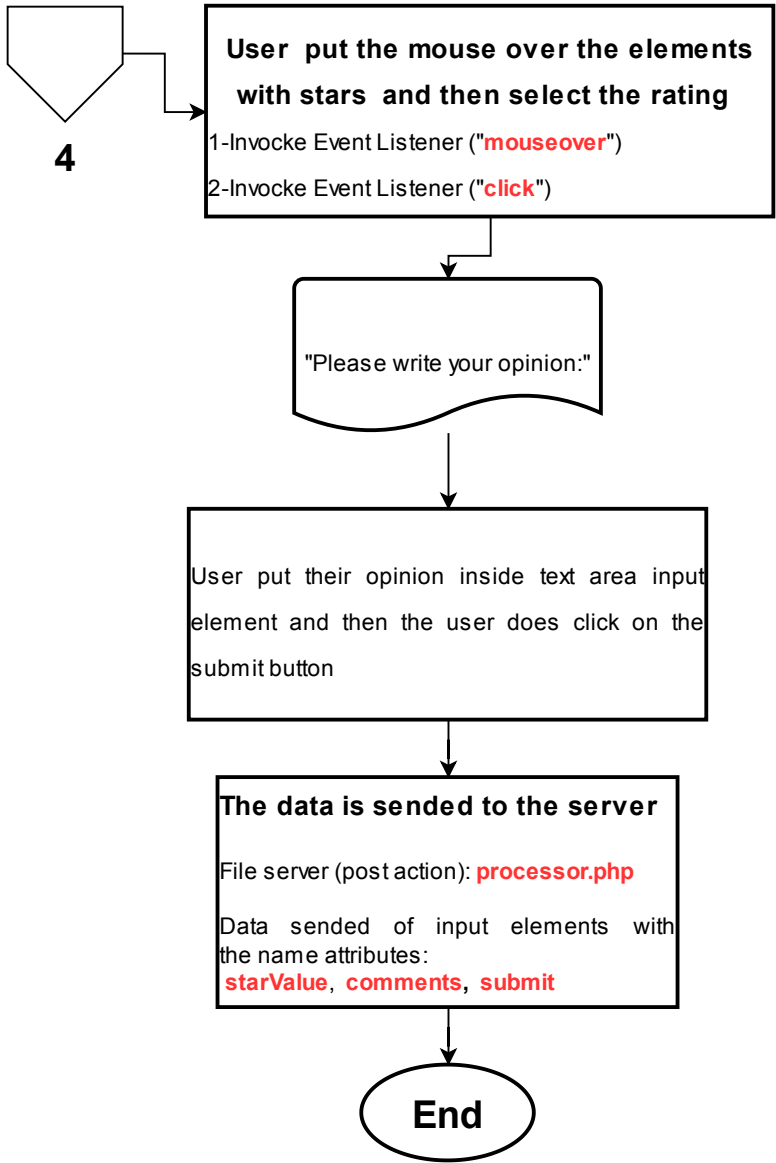 4
User put the mouse over the elements
with stars and then select the rating
1-Invocke Event Listener ("mouseover")
2-Invocke Event Listener ("click")
"Please write your opinion:"
User put their opinion inside text area input
element and then the user does click on the
submit button
The data is sended to the server
File server (post action): processor.php
Data sended of input elements with
the name attributes:
starValue, comments, submit
End